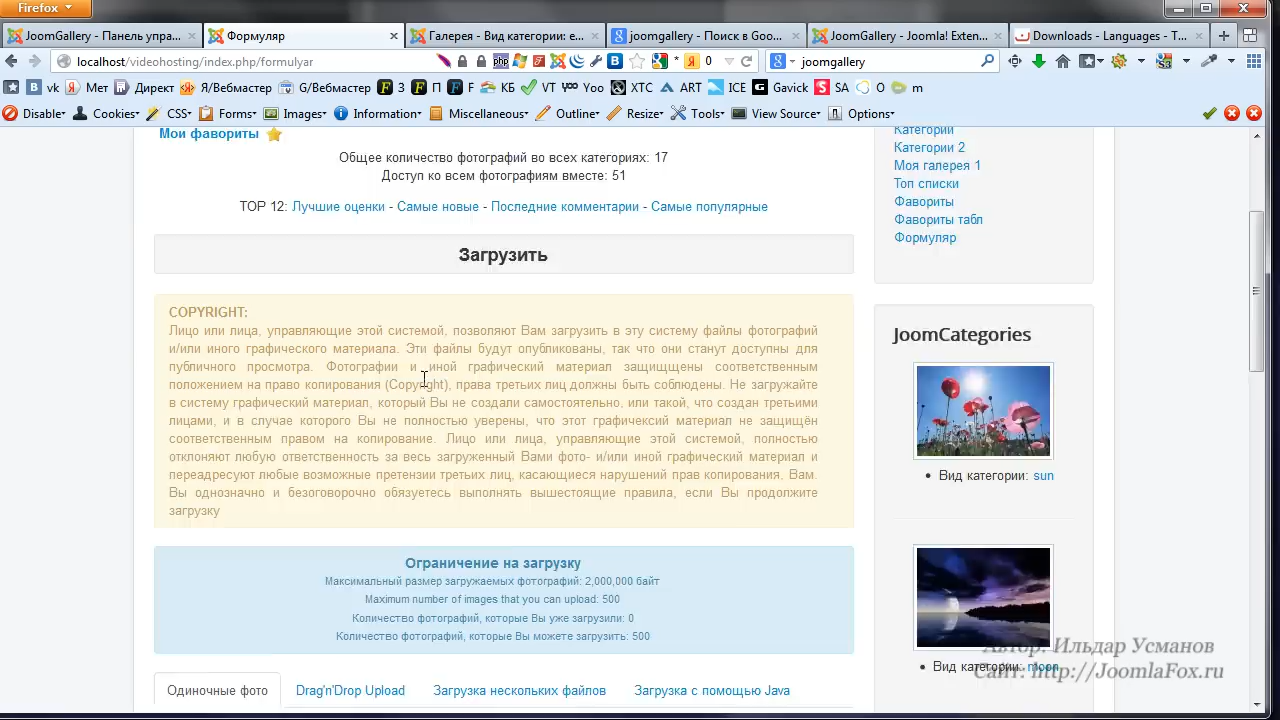 Firefox
JoomGallery - Панель упра...
Формуляр
Галерея - Вид категории: e...
joomgallery - Поиск в Goo...
JoomGallery - Joomla! Exten...
Downloads - Languages - T...
localhost/videohosting/index.php/formulyar
0
joomgallery
vk
Мет
Директ
Я/Вебмастер
G/Вебмастер
З
П
F
КБ
VT
Yoo
XTC
ART
ICE
Gavick
SA
O
m
Disable
Cookies
CSS
Forms
Images
Information
Miscellaneous
Outline
Resize
Tools
View Source
Options
Мои фавориты
Общее количество фотографий во всех категориях: 17
Доступ ко всем фотографиям вместе: 51
TOP 12: Лучшие оценки - Самые новые - Последние комментарии - Самые популярные
Загрузить
COPYRIGHT:
Лицо или лица, управляющие этой системой, позволяют Вам загрузить в эту систему файлы фотографий
и/или иного графического материала. Эти файлы будут опубликованы, так что они станут доступны для
публичного просмотра. Фотографии и иной графический материал защищщены соответственным
положением на право копирования (Copyright), права третьих лиц должны быть соблюдены. Не загружайте
в систему графический материал, который Вы не создали самостоятельно, или такой, что создан третьими
лицами, и в случае которого Вы не полностью уверены, что этот графичексий материал не защищён
соответственным правом на копирование. Лицо или лица, управляющие этой системой, полностью
отклоняют любую ответственность за весь загруженный Вами фото- и/или иной графический материал и
переадресуют любые возможные претензии третьих лиц, касающиеся нарушений прав копирования, Вам.
Вы однозначно и безоговорочно обязуетесь выполнять вышестоящие правила, если Вы продолжите
загрузку
Ограничение на загрузку
Максимальный размер загружаемых фотографий: 2,000,000 байт
Maximum number of images that you can upload: 500
Количество фотографий, которые Вы уже загрузили: 0
Количество фотографий, которые Вы можете загрузить: 500
Одиночные фото
Drag'n'Drop Upload
Загрузка нескольких файлов
Загрузка с помощью Java
Категории
Категории 2
Моя галерея 1
Топ списки
Фавориты
Фавориты табл
Формуляр
JoomCategories
Вид категории: sun
Вид категории: moon
Автор: Ильдар Усманов
Сайт: http://JoomlaFox.ru